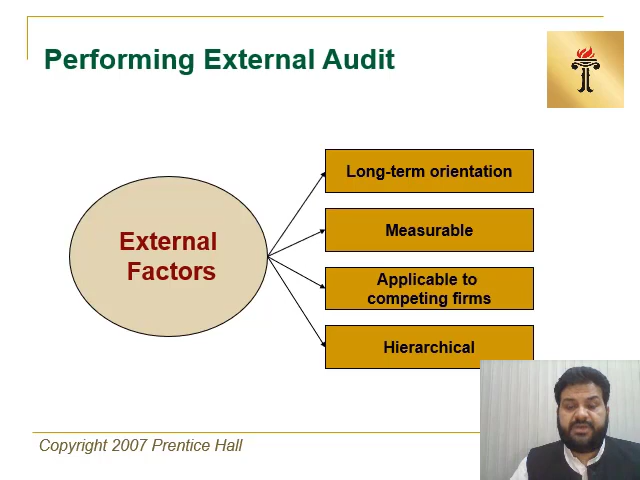 Performing External Audit
External
Factors
Long-term orientation
Measurable
Applicable to
competing firms
Hierarchical
Copyright 2007 Prentice Hall